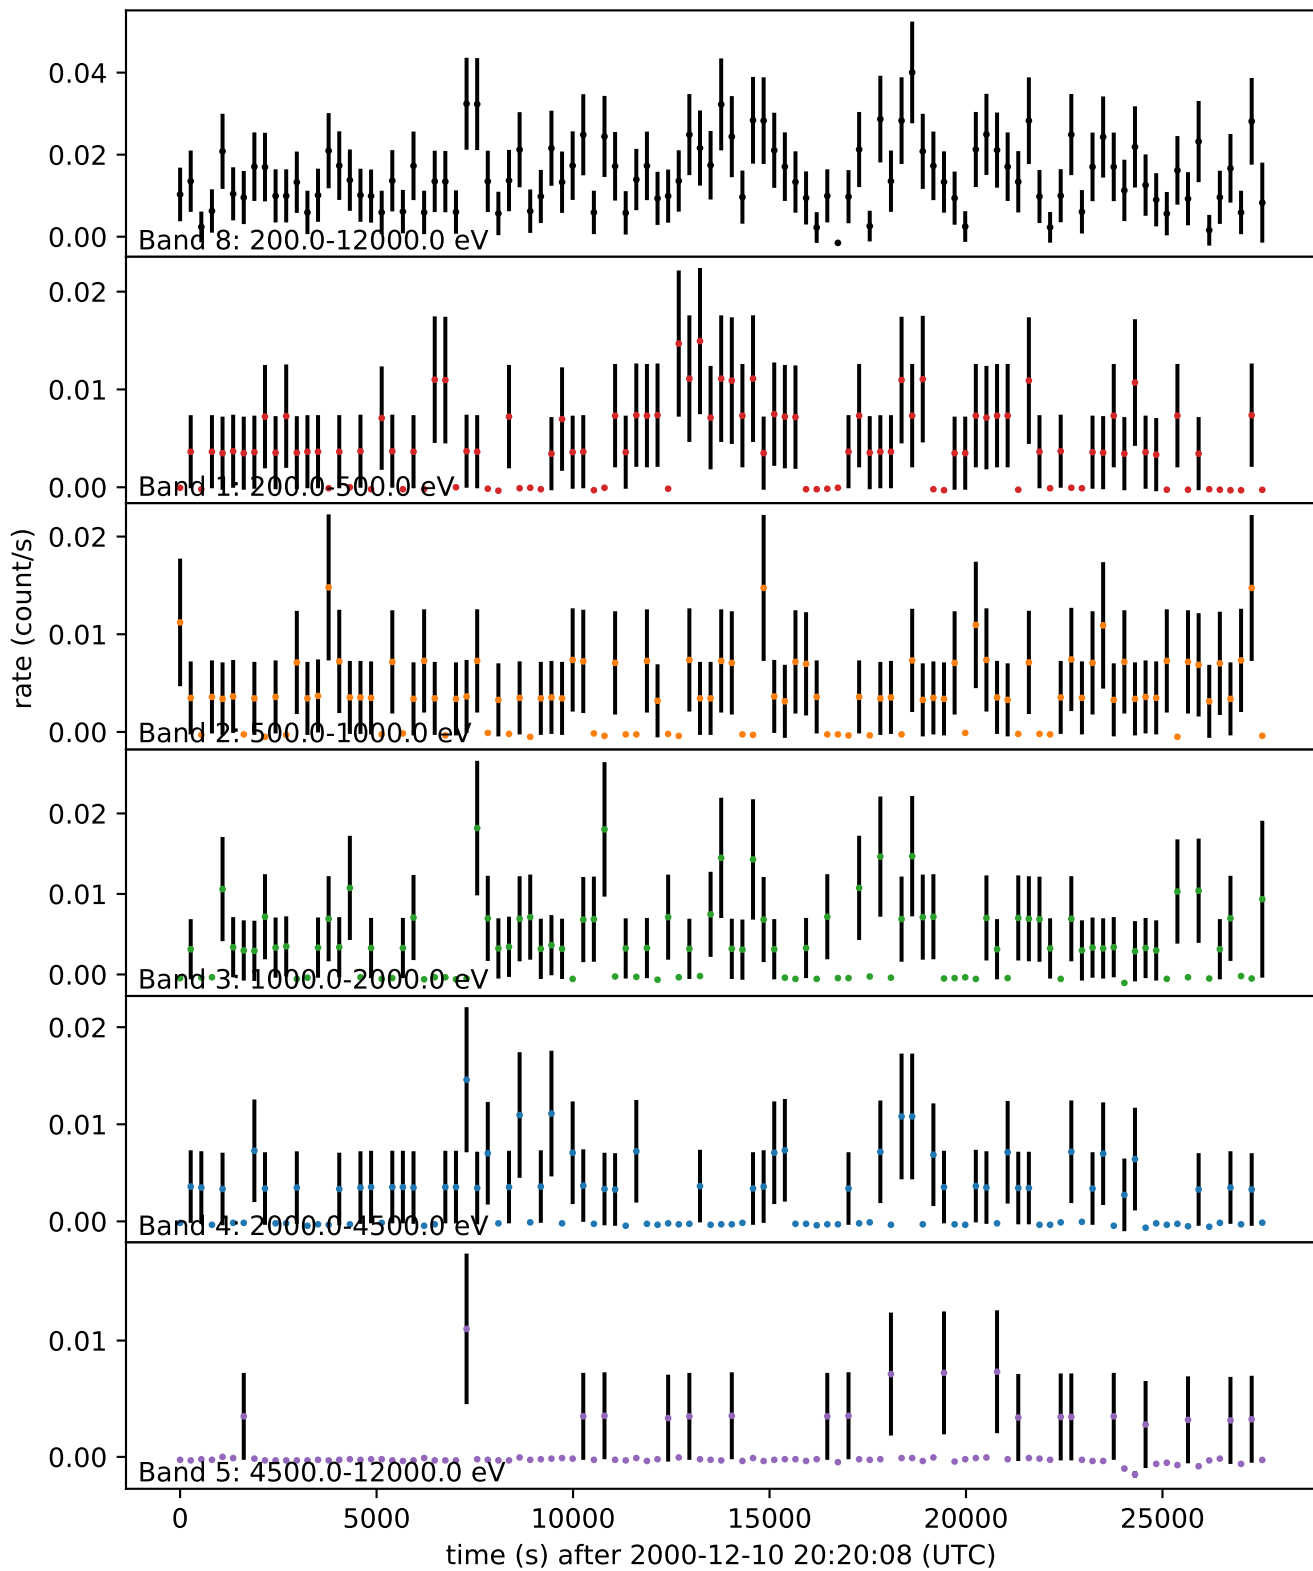 0.04
0.02
0.00
Band 8: 200.0-12000.0 eV
0.02
0.01
0.00
Band 1: 200.0-500.0 eV
rate (count/s)
0.02
0.01
0.00
Band 2: 500.0-1000.0 eV
0.02
0.01
0.00
Band 3: 1000.0-2000.0 eV
0.02
0.01
0.00
Band 4: 2000.0-4500.0 eV
0.01
0.00
Band 5: 4500.0-12000.0 eV
0 5000 10000 15000 20000 25000
time (s) after 2000-12-10 20:20:08 (UTC)